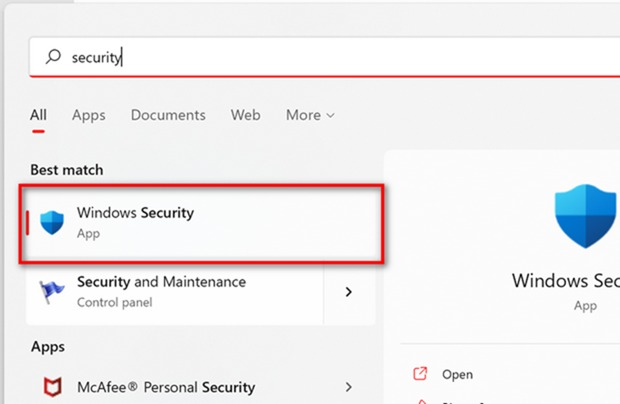 security
All Apps Documents Web More
Best match
Windows Security
App
Security and Maintenance
Control panel
Apps
McAfee® Personal Security
Windows Sec
App
Open